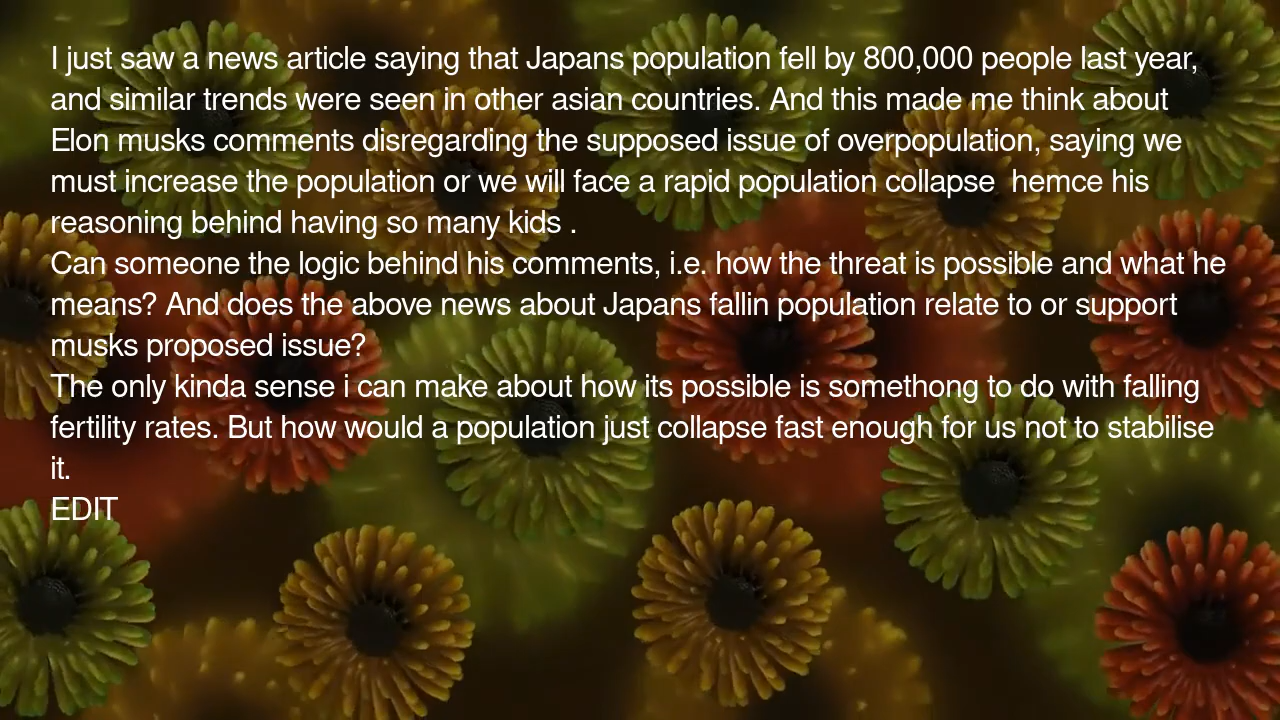 I just saw a news article saying that Japans population fell by 800,000 people last year,
and similar trends were seen in other asian countries. And this made me think about
Elon musks comments disregarding the supposed issue of overpopulation, saying we
must increase the population or we will face a rapid population collapse  hemce his
reasoning behind having so many kids .
Can someone the logic behind his comments, i.e. how the threat is possible and what he
means? And does the above news about Japans fallin population relate to or support
musks proposed issue?
The only kinda sense i can make about how its possible is somethong to do with falling
fertility rates. But how would a population just collapse fast enough for us not to stabilise
it.
EDIT